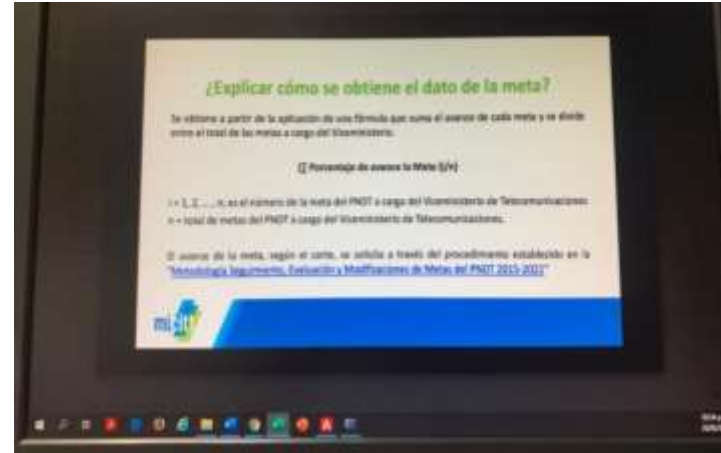 ¿Explicar cómo se obtiene el dato de la meta?
Se obtiene a partir de la aplicación de una fórmula que suma el avance de cada meta y se divide
entre el total de las metas a cargo del Viceministerio.
(∑ Porcentaje de avance la Meta i)/n)
i = 1, 2, ..., n, es el número de la meta del PNDT a cargo del Viceministerio de Telecomunicaciones
n = total de metas del PNDT a cargo del Viceministerio de Telecomunicaciones.
El avance de la meta, según el corte, se solicita a través del procedimiento establecido en la
"Metodología Seguimiento, Evaluación y Modificaciones de Metas del PNDT 2015-2021"